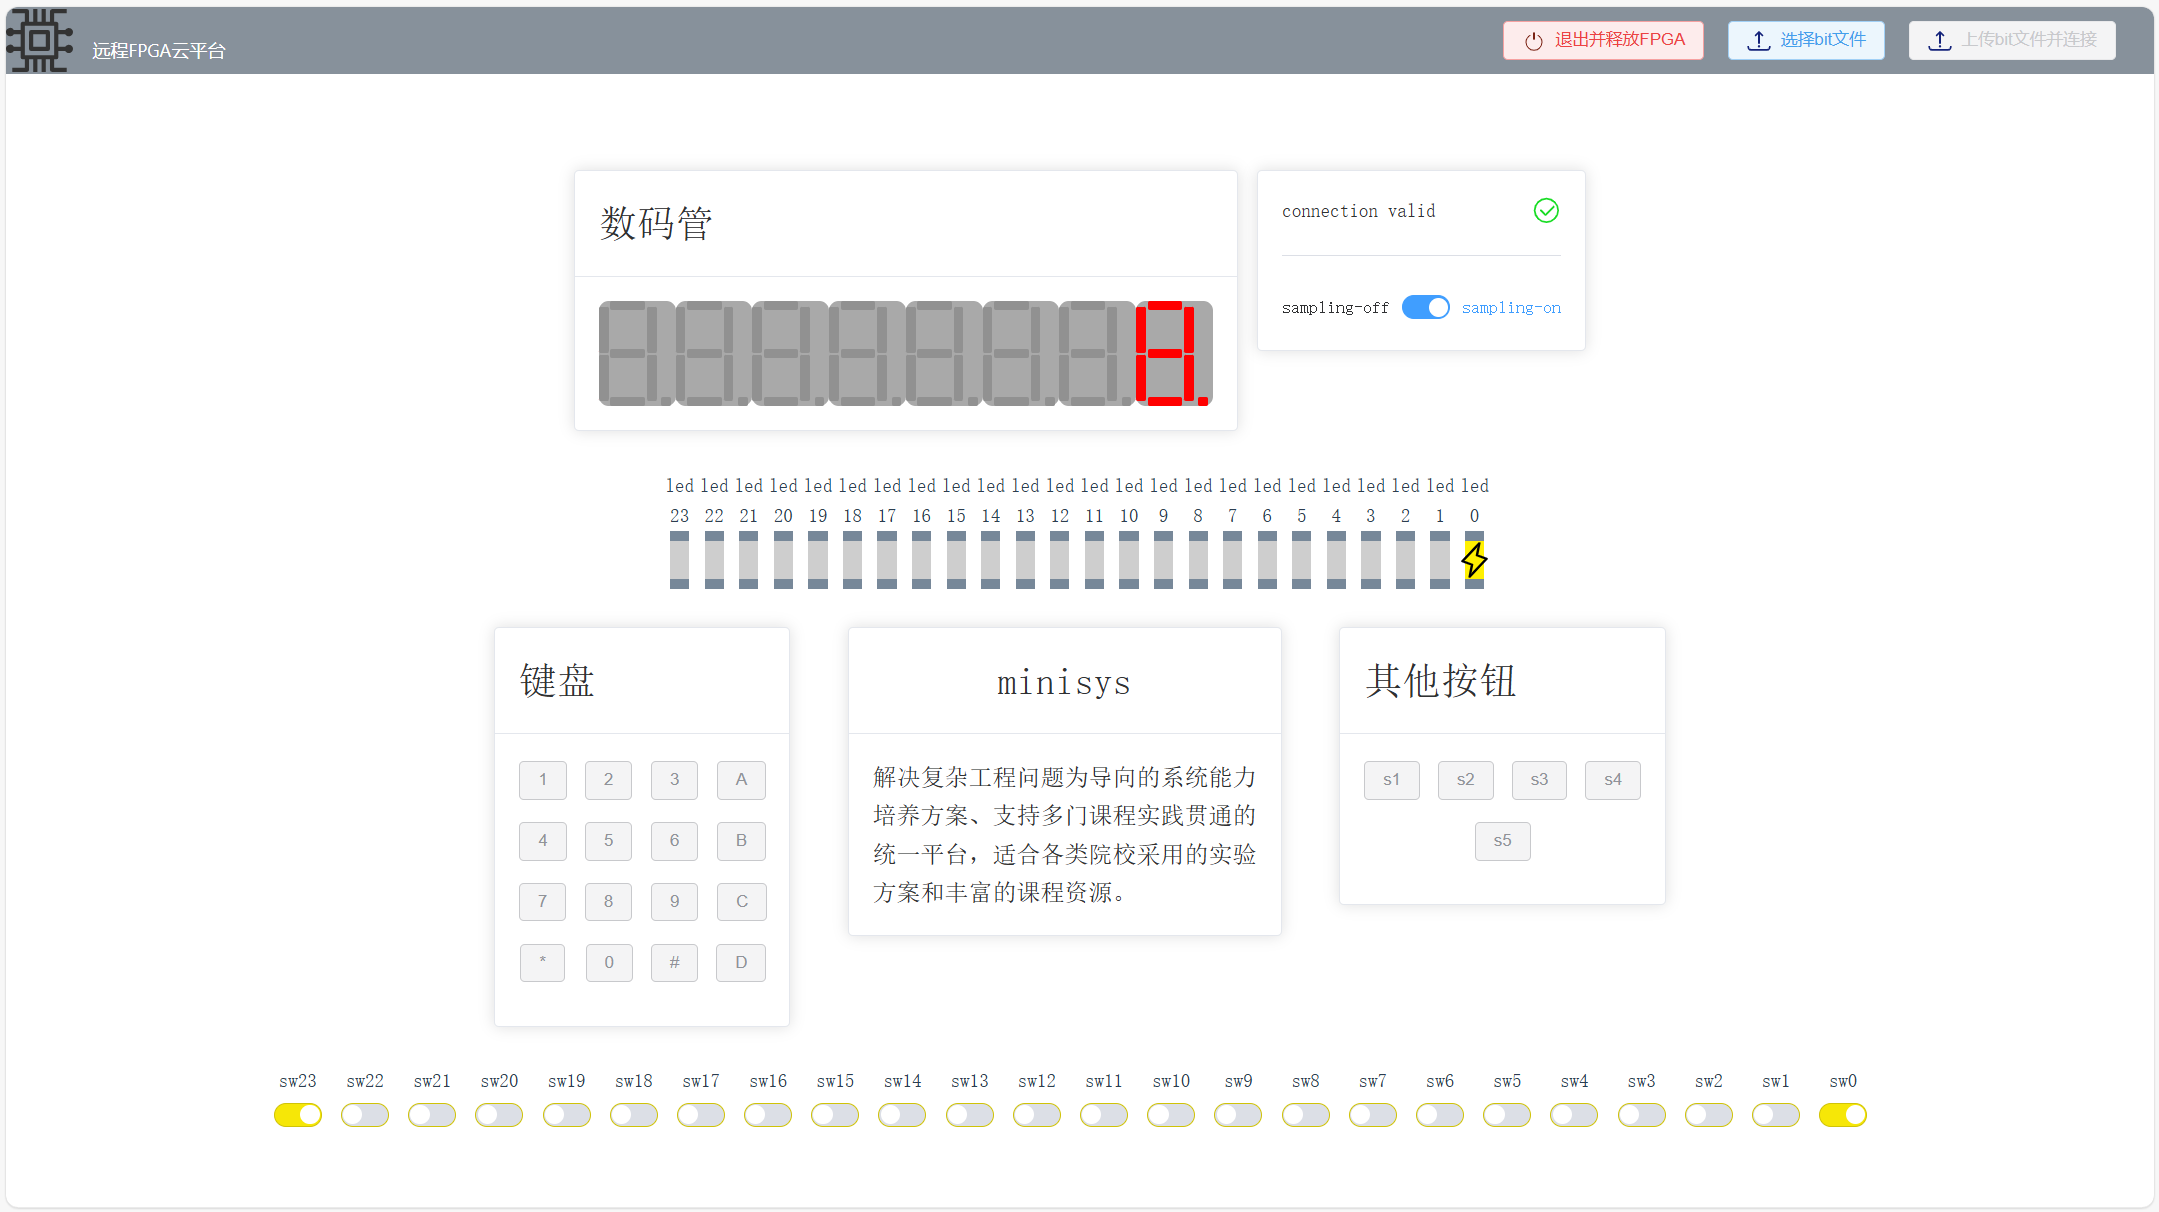 远程FPGA云平台
退出并释放FPGA 选择bit文件 上传bit文件并连接
数码管
connection valid
sampling-off sampling-on
led led led led led led led led led led led led led led led led led led led led led led led led
23 22 21 20 19 18 17 16 15 14 13 12 11 10 9 8 7 6 5 4 3 2 1 0
键盘
1 2 3 A
4 5 6 B
7 8 9 C
* 0 # D
minisys
解决复杂工程问题为导向的系统能力
培养方案、支持多门课程实践贯通的
统一平台，适合各类院校采用的实验
方案和丰富的课程资源。
其他按钮
s1 s2 s3 s4
s5
sw23 sw22 sw21 sw20 sw19 sw18 sw17 sw16 sw15 sw14 sw13 sw12 sw11 sw10 sw9 sw8 sw7 sw6 sw5 sw4 sw3 sw2 sw1 sw0